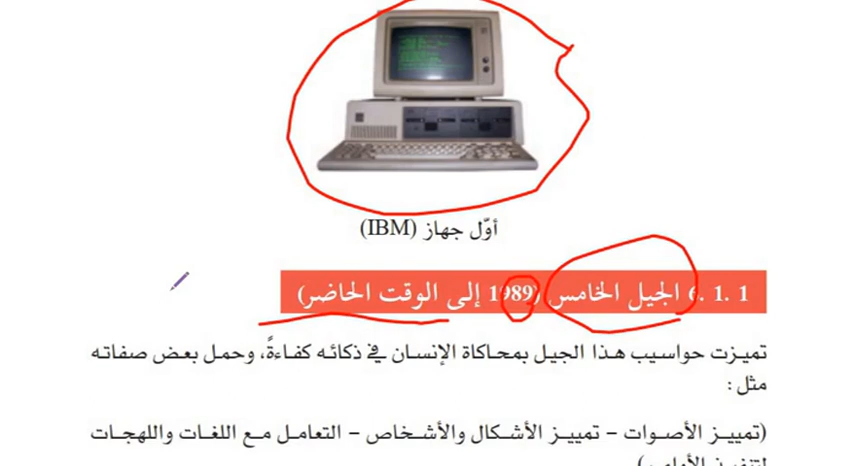 أوّل جهاز (IBM)
6. 1. 1 الجيل الخامس (1989 إلى الوقت الحاضر)
تميزت حواسيب هذا الجيل بمحاكاة الإنسان في ذكائه كفاءةً، وحمل بعض صفاته
مثل :
(تمييز الأصوات – تمييز الأشكال والأشخاص – التعامل مع اللغات واللهجات